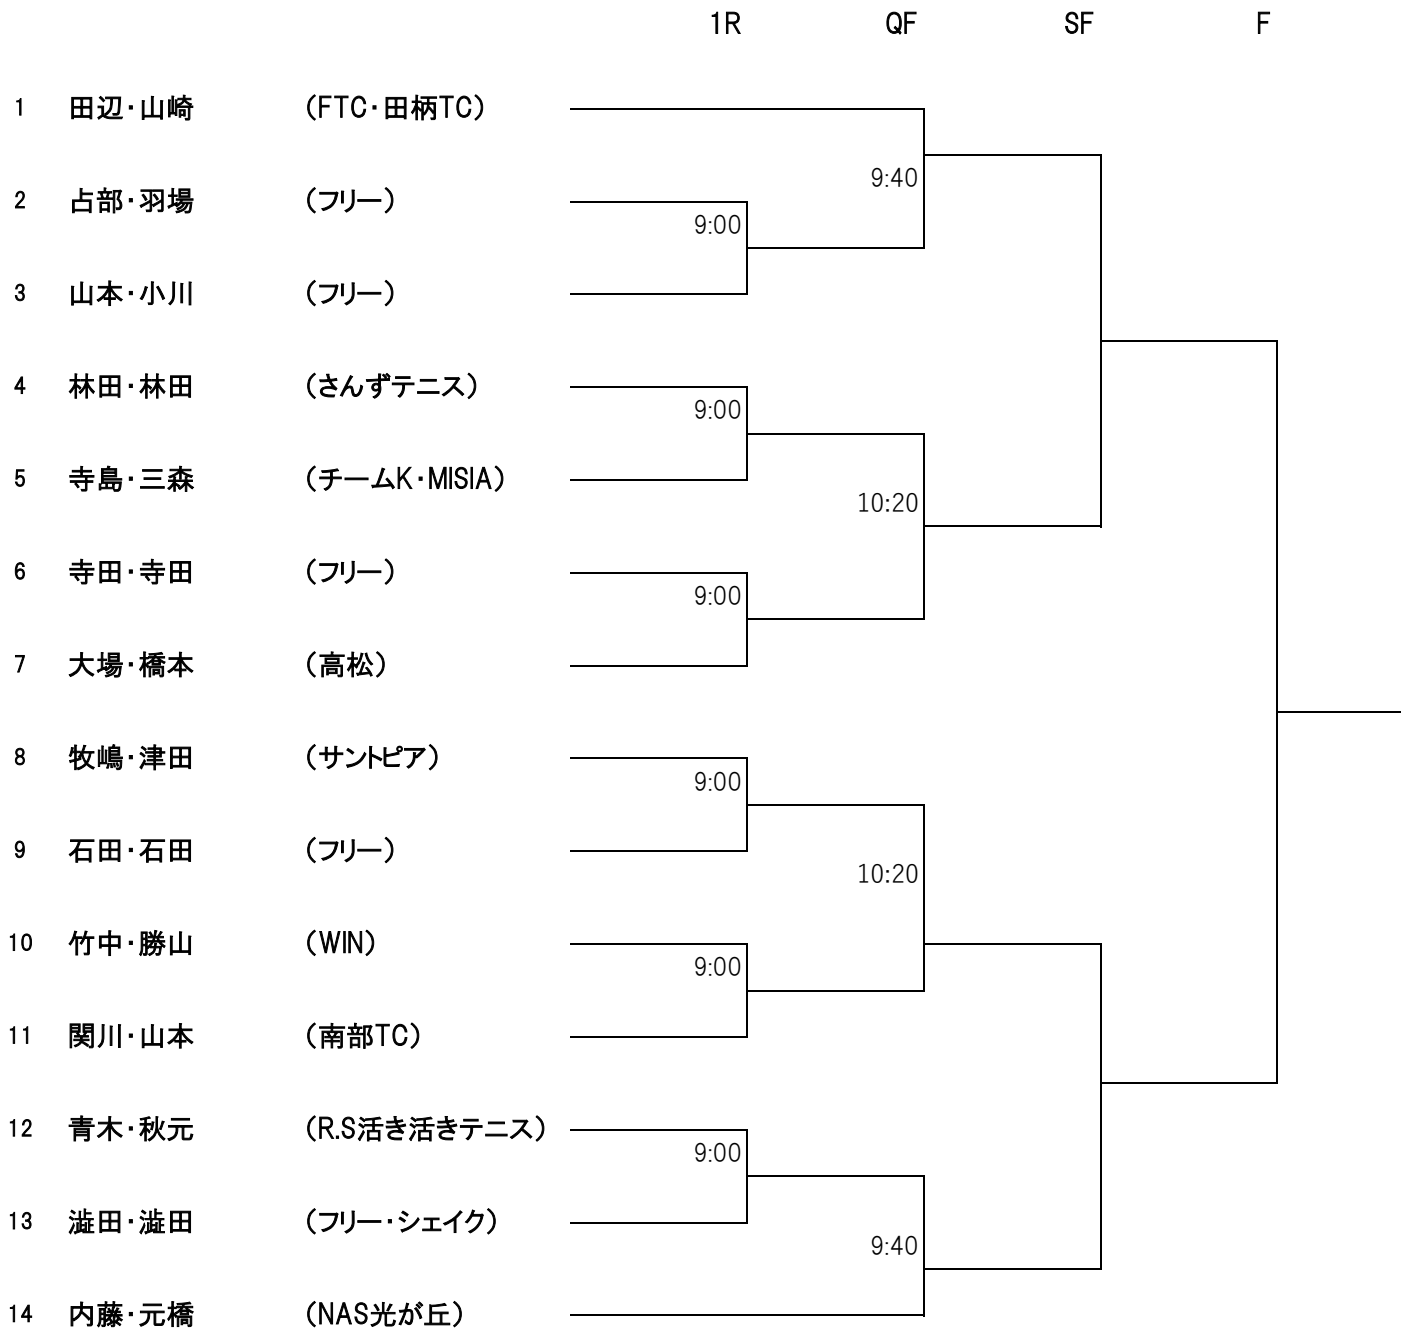 1R QF SF F
1 田辺・山崎 （FTC・田柄TC）
9:40
2 占部・羽場 （フリー）
9:00
3 山本・小川 （フリー）
4 林田・林田 （さんずテニス）
9:00
5 寺島・三森 （チームK・MISIA）
10:20
6 寺田・寺田 （フリー）
9:00
7 大場・橋本 （高松）
8 牧嶋・津田 （サントピア）
9:00
9 石田・石田 （フリー）
10:20
10 竹中・勝山 （WIN）
9:00
11 関川・山本 （南部TC）
12 青木・秋元 （R.S活き活きテニス）
9:00
13 澁田・澁田 （フリー・シェイク）
9:40
14 内藤・元橋 （NAS光が丘）